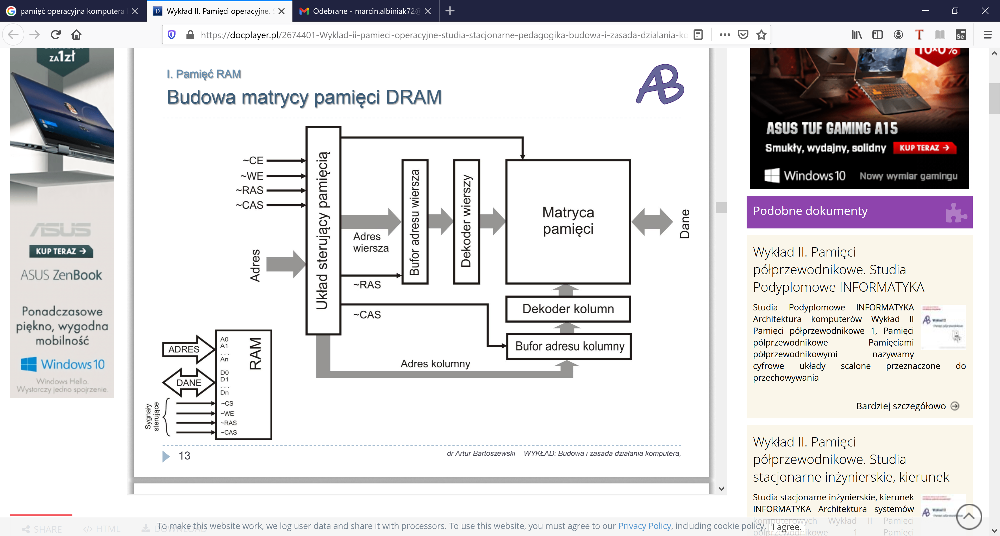 pamięć operacyjna komputera
Wykład II. Pamięci operacyjne.
Odebrane - marcin.albiniak72@
https://docplayer.pl/2674401-Wyklad-ii-pamieci-operacyjne-studia-stacjonarne-pedagogika-budowa-i-zasada-dzialania-ko
ZA 1zł
ASUS
KUP TERAZ
ASUS ZenBook
Ponadczasowe
piękno, wygodna
mobilność
Windows 10
Windows Hello.
Wystarczy jedno spojrzenie.
I. Pamięć RAM
Budowa matrycy pamięci DRAM
AB
~CE
~WE
~RAS
~CAS
Adres
Układ sterujący pamięcią
Adres
wiersza
~RAS
~CAS
Bufor adresu wiersza
Dekoder wierszy
Matryca
pamięci
Dane
Dekoder kolumn
Bufor adresu kolumny
Adres kolumny
ADRES
DANE
Sygnały
sterujące
A0
A1
...
An
D0
D1
...
Dn
~CS
~WE
~RAS
~CAS
RAM
13
dr Artur Bartoszewski - WYKŁAD: Budowa i zasada działania komputera,
10x0%
ASUS TUF GAMING A15
Smukły, wydajny, solidny
KUP TERAZ
Windows 10
Nowy wymiar gamingu
Podobne dokumenty
Wykład II. Pamięci
półprzewodnikowe. Studia
Podyplomowe INFORMATYKA
Studia Podyplomowe INFORMATYKA
Architektura komputerów Wykład II
Pamięci półprzewodnikowe 1, Pamięci
półprzewodnikowe Pamięciami
półprzewodnikowymi nazywamy
cyfrowe układy scalone przeznaczone do
przechowywania
Bardziej szczegółowo
Wykład II. Pamięci
półprzewodnikowe. Studia
stacjonarne inżynierskie, kierunek
Studia stacjonarne inżynierskie, kierunek
INFORMATYKA Architektura systemów
komputerowych Wykład II Pamięci
półprzewodnikowe 1 Pamięci
SHARE
HTML
DOWNLOAD
To make this website work, we log user data and share it with processors. To use this website, you must agree to our Privacy Policy, including cookie policy.
I agree.